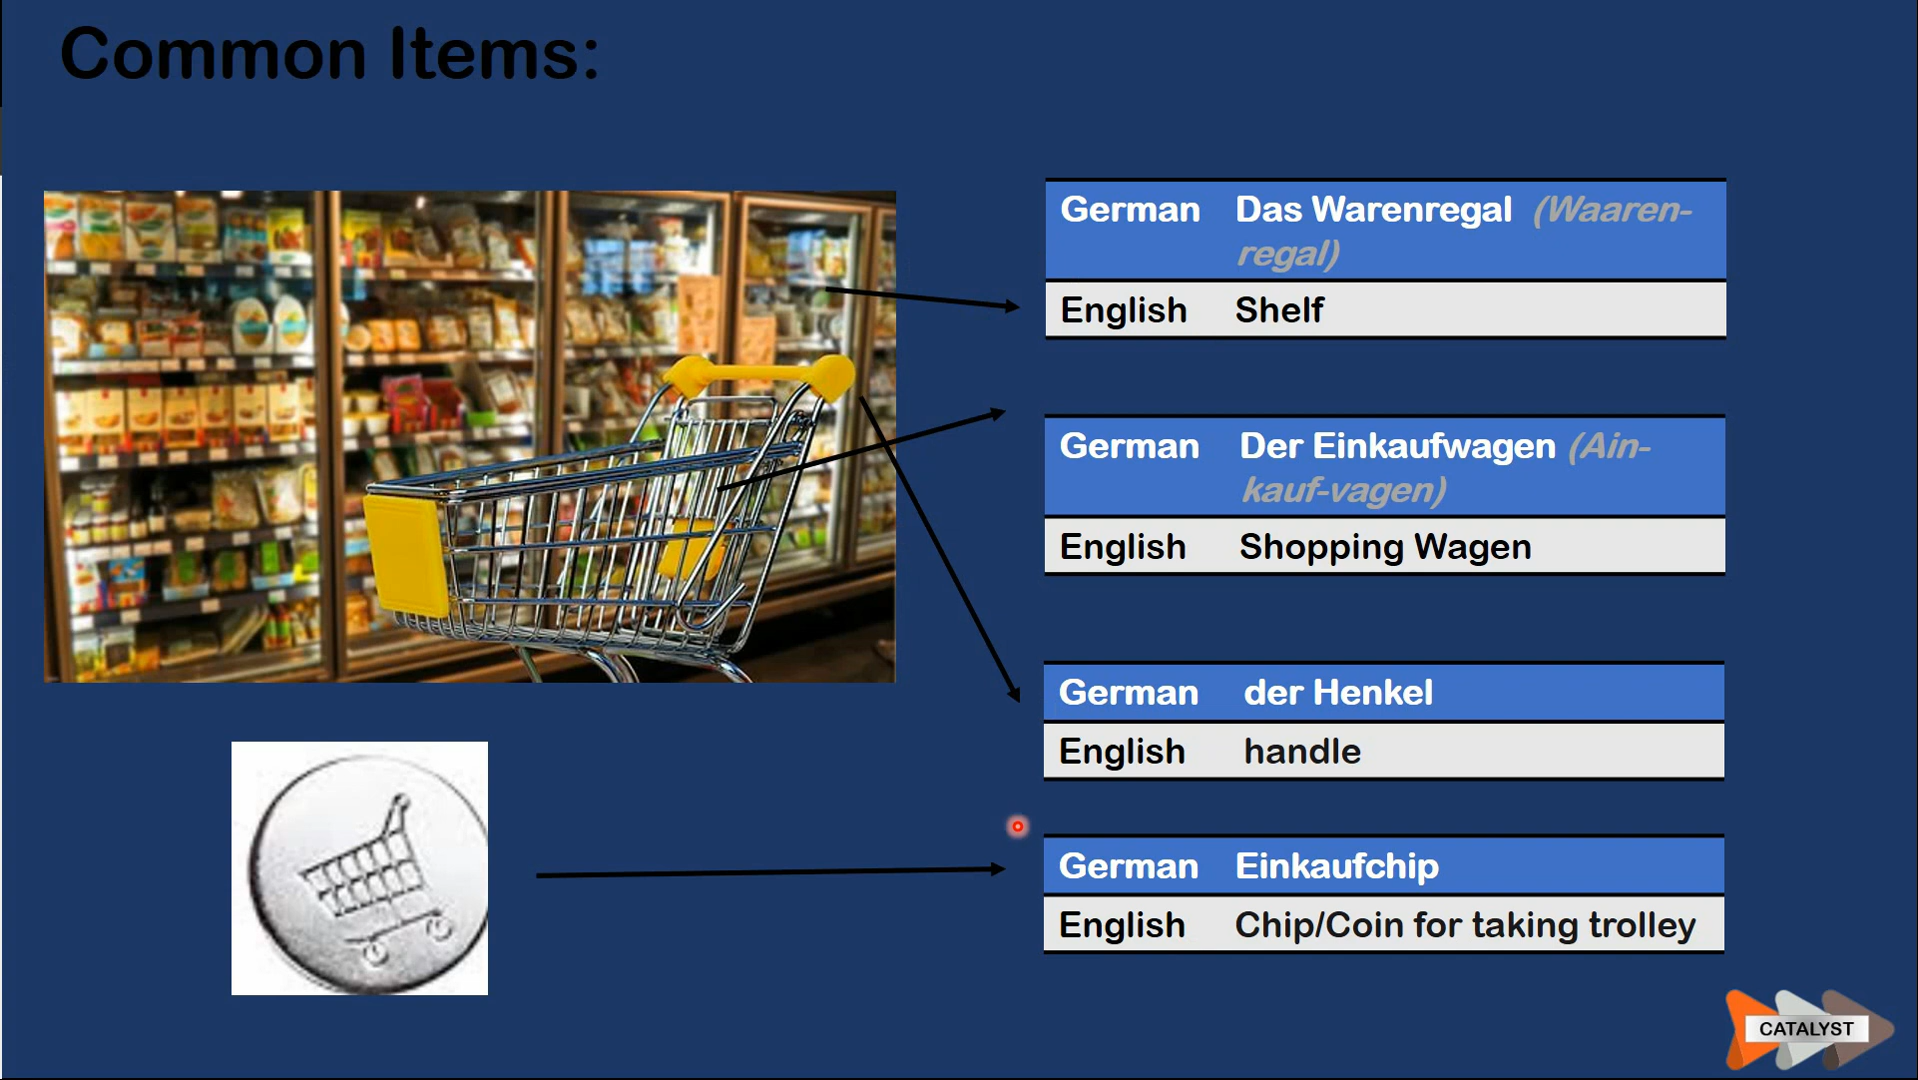 Common Items:
German Das Warenregal (Waaren-
regal)
English Shelf
German Der Einkaufwagen (Ain-
kauf-vagen)
English Shopping Wagen
German der Henkel
English handle
German Einkaufchip
English Chip/Coin for taking trolley
CATALYST